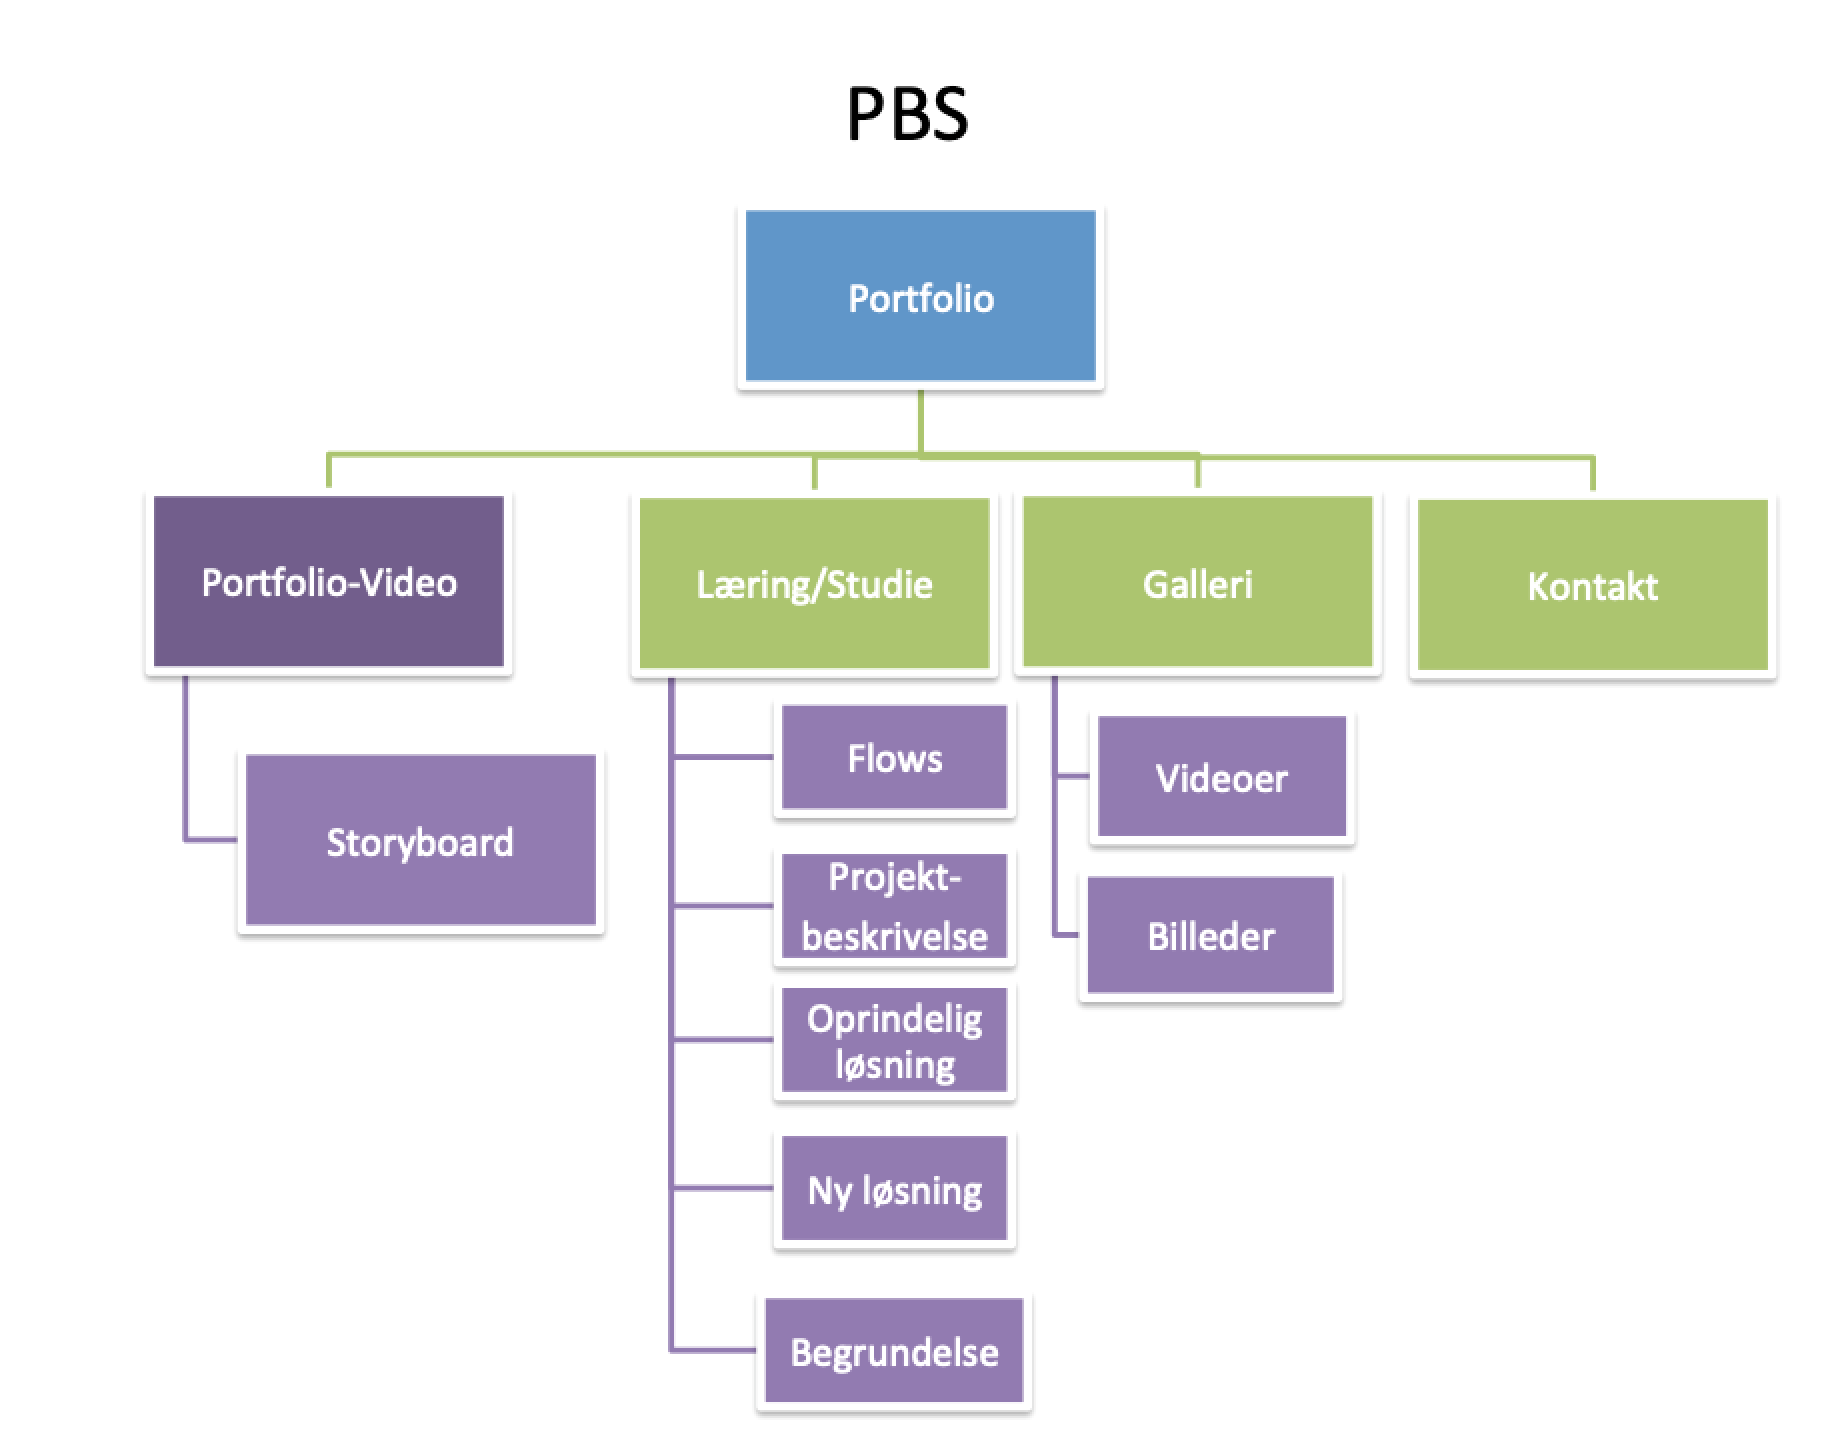 PBS
Portfolio
Portfolio-Video
Læring/Studie
Galleri
Kontakt
Storyboard
Flows
Projekt-
beskrivelse
Oprindelig
løsning
Ny løsning
Begrundelse
Videoer
Billeder